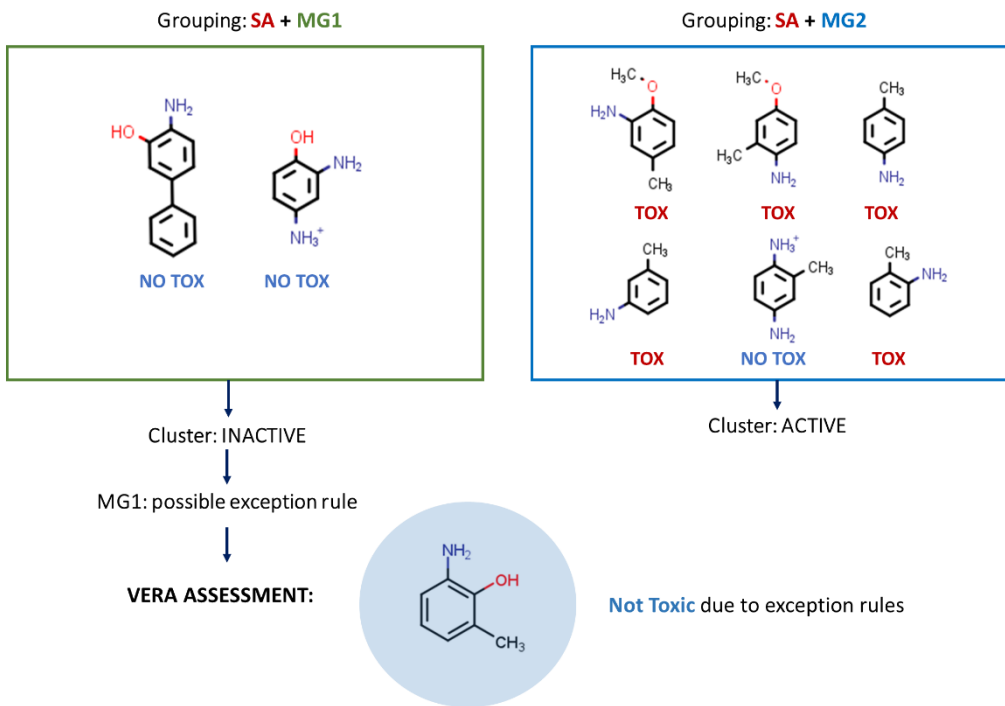 Grouping: SA + MG1
Grouping: SA + MG2
NH₂
HO
OH
NH₂
NH₃⁺
NO TOX
NO TOX
H₃C
O
H₂N
CH₃
TOX
H₃C
O
H₃C
NH₂
TOX
CH₃
NH₂
TOX
CH₃
H₂N
TOX
NH₃⁺
CH₃
NH₂
NO TOX
CH₃
NH₂
TOX
Cluster: INACTIVE
Cluster: ACTIVE
MG1: possible exception rule
VERA ASSESSMENT:
NH₂
OH
CH₃
Not Toxic due to exception rules